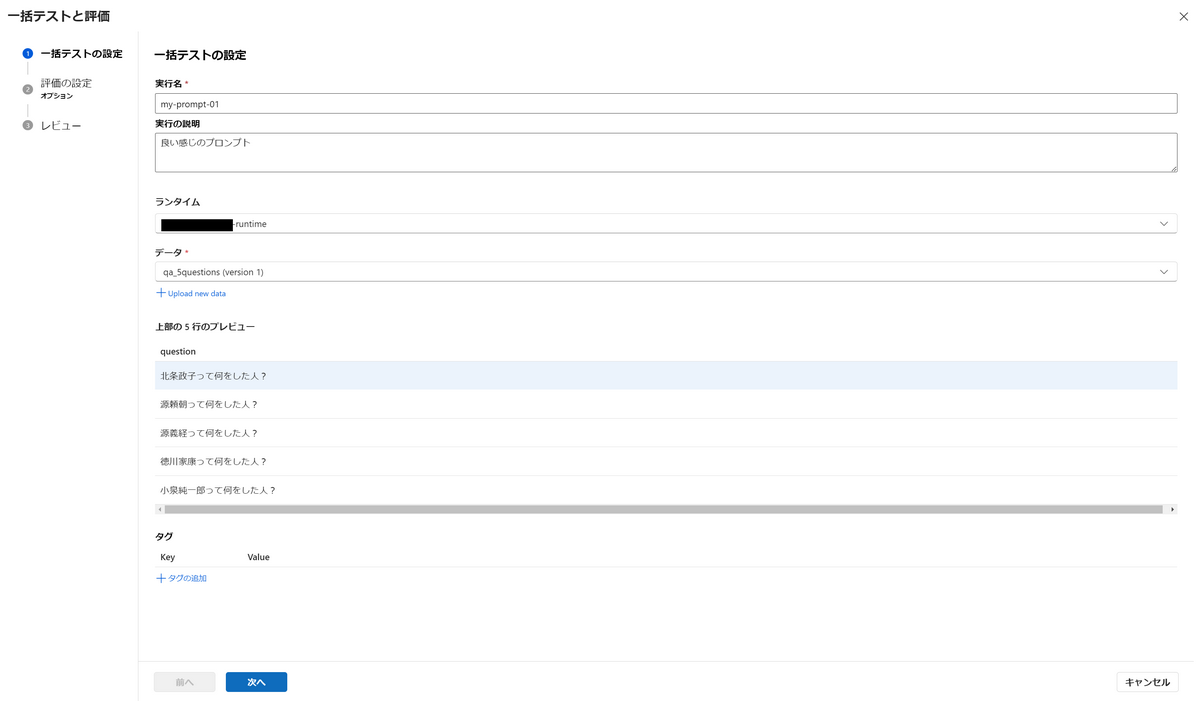 一括テストと評価
1 一括テストの設定
2 評価の設定
オプション
3 レビュー
一括テストの設定
実行名 *
my-prompt-01
実行の説明
良い感じのプロンプト
ランタイム
-runtime
データ *
qa_5questions (version 1)
Upload new data
上部の 5 行のプレビュー
question
北条政子って何をした人？
源頼朝って何をした人？
源義経って何をした人？
徳川家康って何をした人？
小泉純一郎って何をした人？
タグ
Key Value
タグの追加
前へ 次へ キャンセル